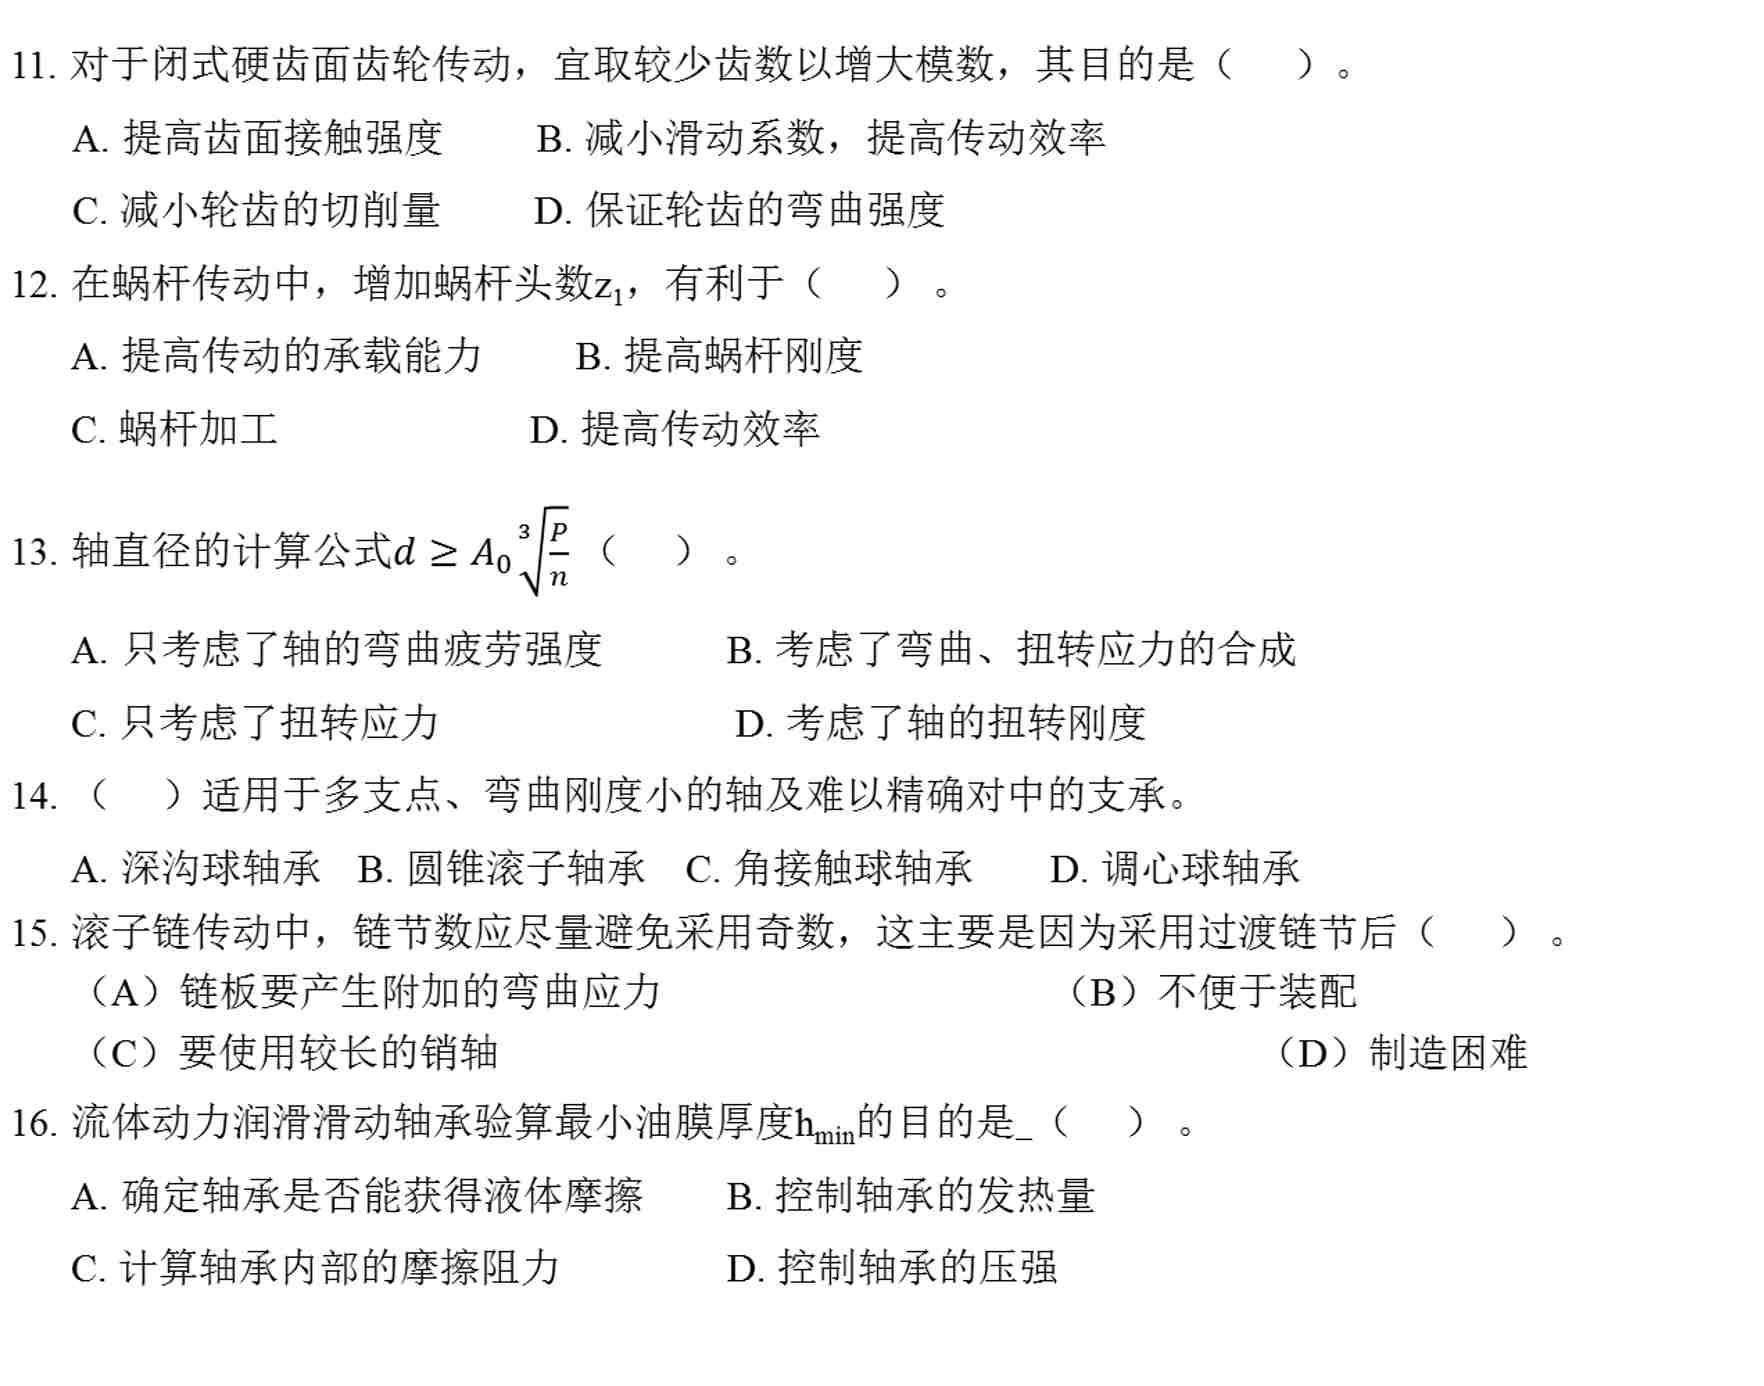 11. 对于闭式硬齿面齿轮传动，宜取较少齿数以增大模数，其目的是（　）。
A. 提高齿面接触强度　B. 减小滑动系数，提高传动效率
C. 减小轮齿的切削量　D. 保证轮齿的弯曲强度
12. 在蜗杆传动中，增加蜗杆头数z₁，有利于（　）。
A. 提高传动的承载能力　B. 提高蜗杆刚度
C. 蜗杆加工　D. 提高传动效率
13. 轴直径的计算公式d ≥ A₀∛(P/n)（　）。
A. 只考虑了轴的弯曲疲劳强度　B. 考虑了弯曲、扭转应力的合成
C. 只考虑了扭转应力　D. 考虑了轴的扭转刚度
14. （　）适用于多支点、弯曲刚度小的轴及难以精确对中的支承。
A. 深沟球轴承　B. 圆锥滚子轴承　C. 角接触球轴承　D. 调心球轴承
15. 滚子链传动中，链节数应尽量避免采用奇数，这主要是因为采用过渡链节后（　）。
（A）链板要产生附加的弯曲应力　（B）不便于装配
（C）要使用较长的销轴　（D）制造困难
16. 流体动力润滑滑动轴承验算最小油膜厚度hmin的目的是_（　）。
A. 确定轴承是否能获得液体摩擦　B. 控制轴承的发热量
C. 计算轴承内部的摩擦阻力　D. 控制轴承的压强